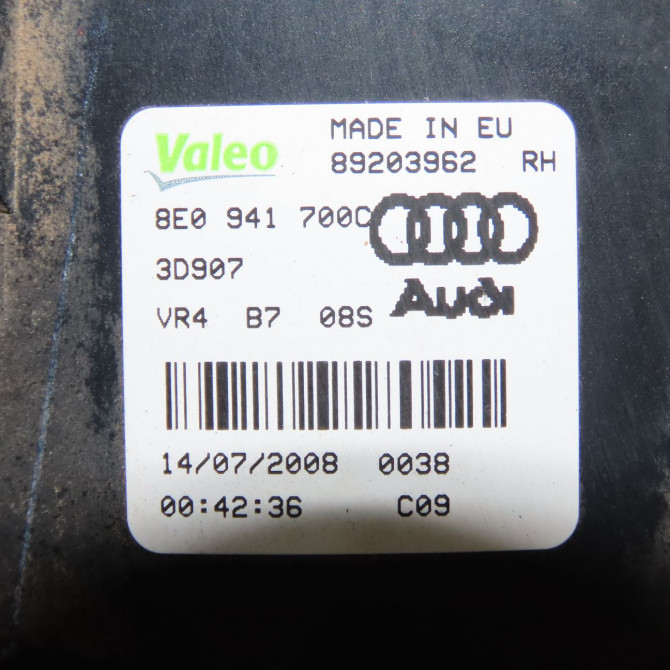 Valeo
MADE IN EU
89203962 RH
8E0 941 700C
3D907
Audi
VR4 B7 08S
14/07/2008 0038
00:42:36 C09